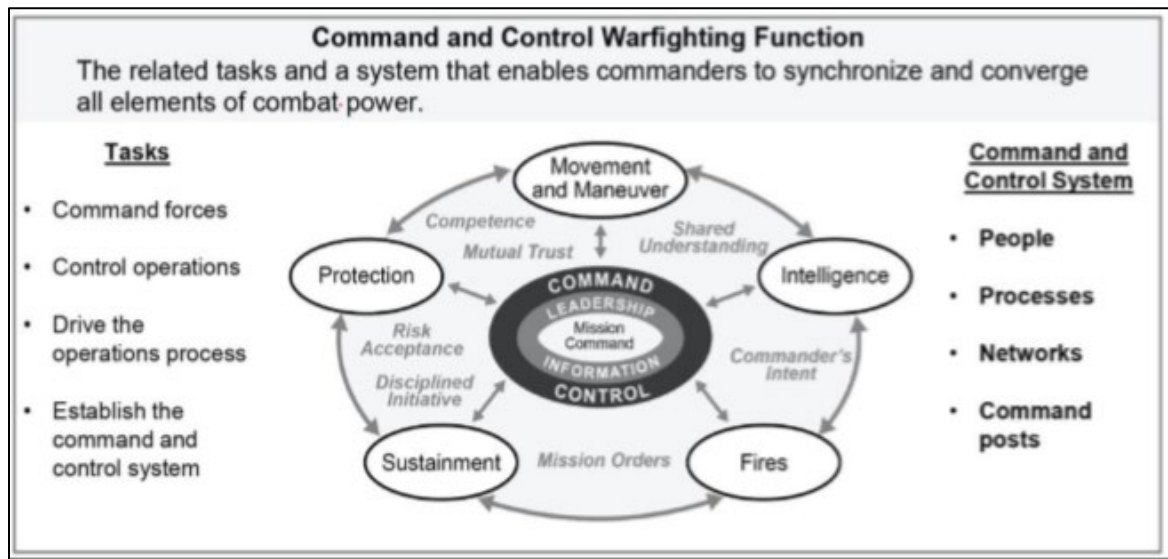 Command and Control Warfighting Function
The related tasks and a system that enables commanders to synchronize and converge
all elements of combat power.
Tasks
• Command forces
• Control operations
• Drive the
operations process
• Establish the
command and
control system
Movement
and Maneuver
Competence
Mutual Trust
Shared
Understanding
Protection
Intelligence
COMMAND
LEADERSHIP
Mission
Command
INFORMATION
CONTROL
Risk
Acceptance
Disciplined
Initiative
Commander's
Intent
Sustainment
Mission Orders
Fires
Command and
Control System
• People
• Processes
• Networks
• Command
posts